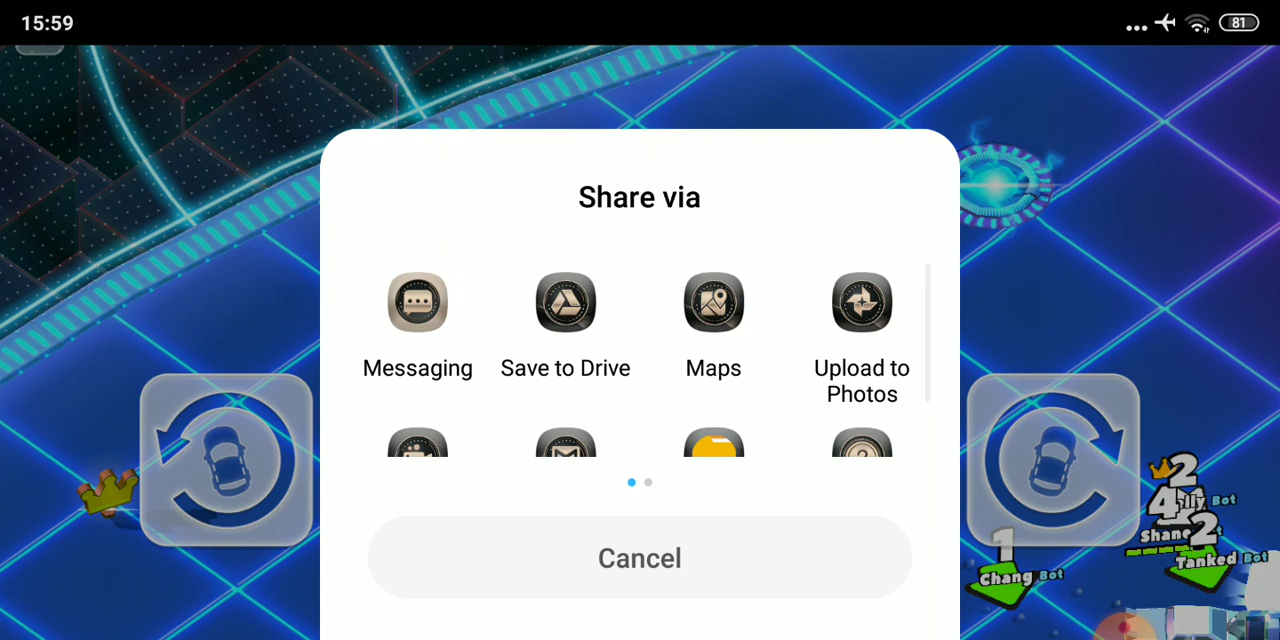 15:59
81
Share via
Messaging
Save to Drive
Maps
Upload to
Photos
Cancel
2
4
lly Bot
Shane
2
1
Tanked Bot
Chang Bot